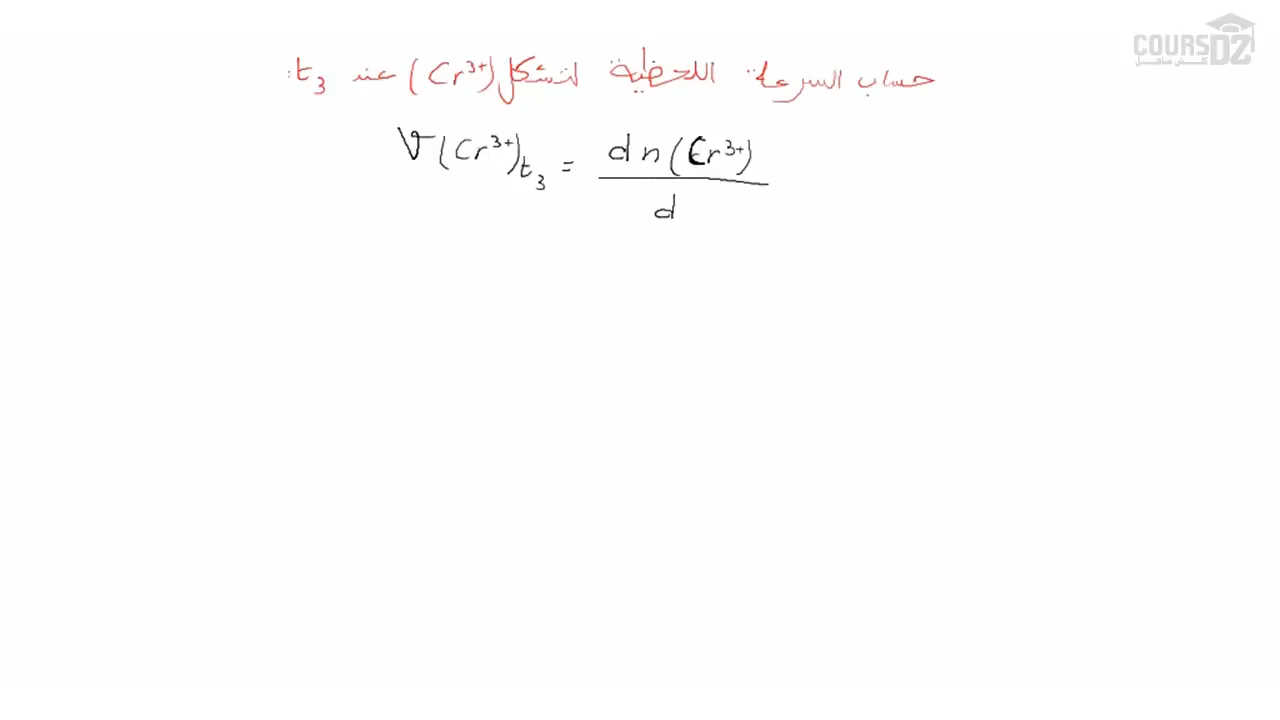 COURSDZ
حساب السرعة اللحظية لتشكل (Cr³⁺) عند t₃:
V(Cr³⁺)t₃ = dn(Cr³⁺)
d